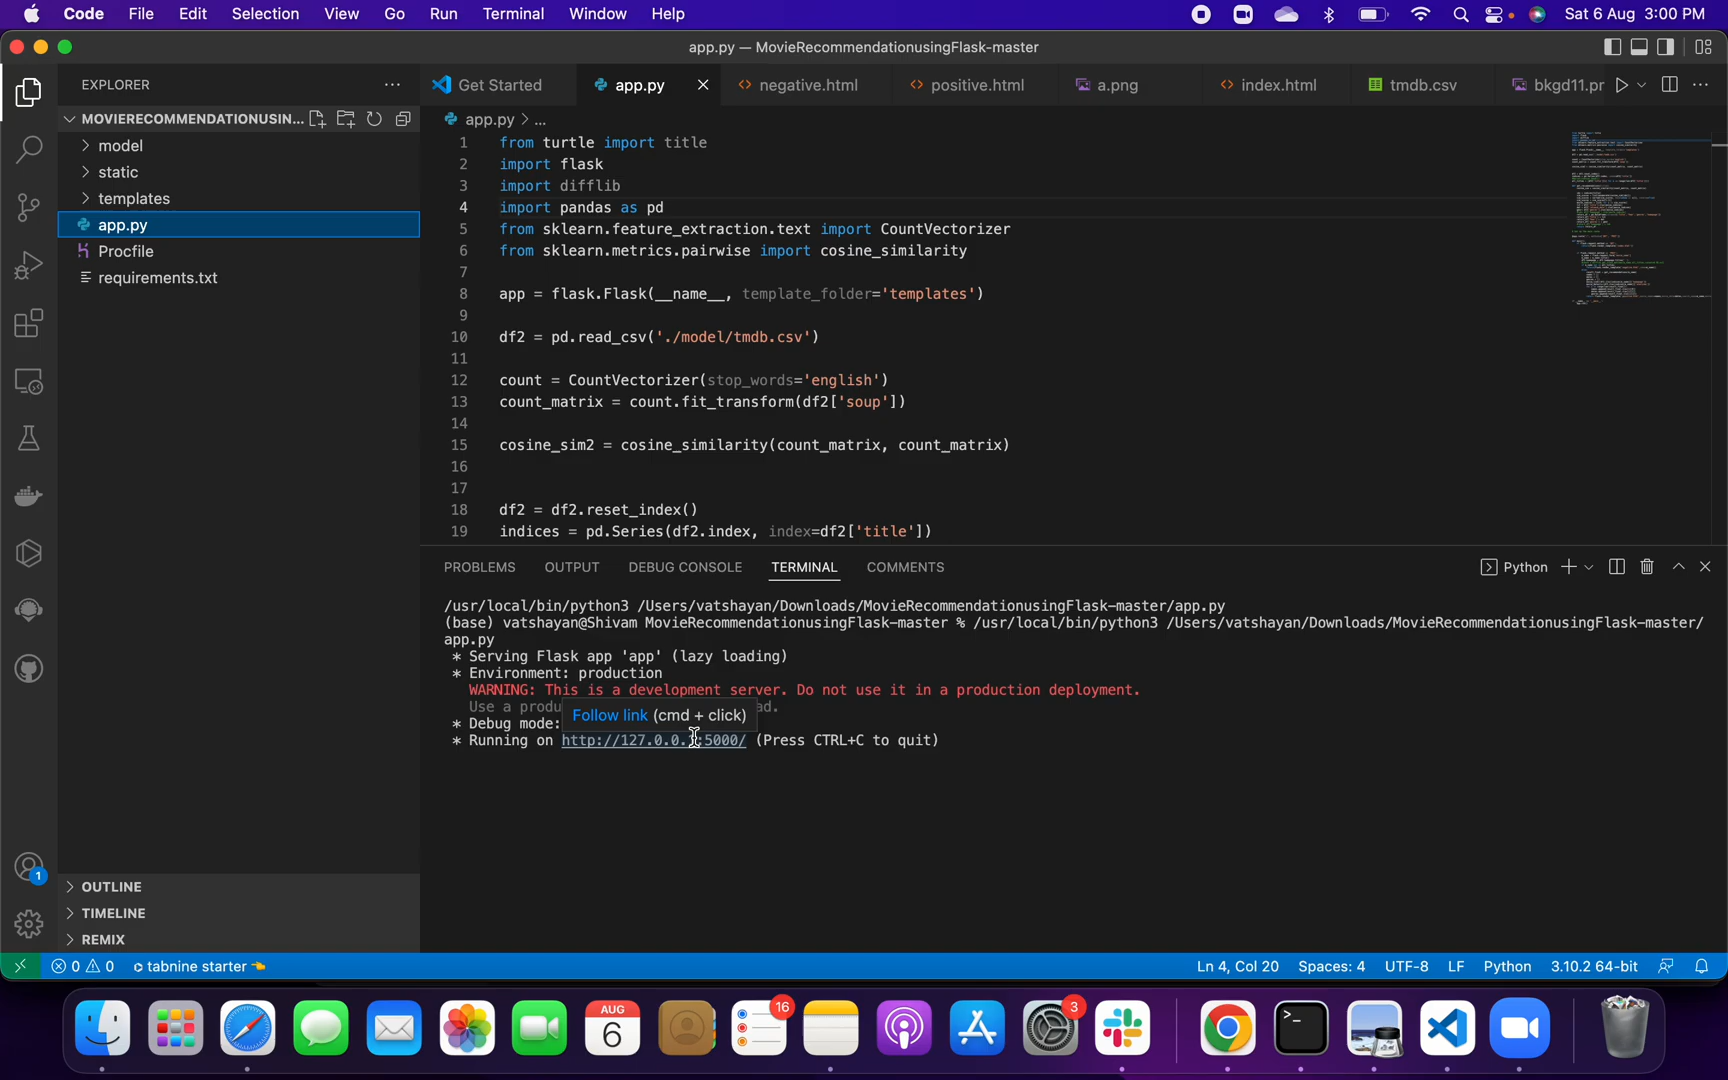 Code File Edit Selection View Go Run Terminal Window Help Sat 6 Aug 3:00 PM
app.py — MovieRecommendationusingFlask-master
EXPLORER
Get Started app.py negative.html positive.html a.png index.html tmdb.csv bkgd11.pr
MOVIERECOMMENDATIONUSIN...
app.py > ...
model
static
templates
app.py
Procfile
requirements.txt
1 from turtle import title
2 import flask
3 import difflib
4 import pandas as pd
5 from sklearn.feature_extraction.text import CountVectorizer
6 from sklearn.metrics.pairwise import cosine_similarity
7
8 app = flask.Flask(__name__, template_folder='templates')
9
10 df2 = pd.read_csv('./model/tmdb.csv')
11
12 count = CountVectorizer(stop_words='english')
13 count_matrix = count.fit_transform(df2['soup'])
14
15 cosine_sim2 = cosine_similarity(count_matrix, count_matrix)
16
17
18 df2 = df2.reset_index()
19 indices = pd.Series(df2.index, index=df2['title'])
PROBLEMS OUTPUT DEBUG CONSOLE TERMINAL COMMENTS Python
/usr/local/bin/python3 /Users/vatshayan/Downloads/MovieRecommendationusingFlask-master/app.py
(base) vatshayan@Shivam MovieRecommendationusingFlask-master % /usr/local/bin/python3 /Users/vatshayan/Downloads/MovieRecommendationusingFlask-master/
app.py
* Serving Flask app 'app' (lazy loading)
* Environment: production
WARNING: This is a development server. Do not use it in a production deployment.
Use a produ
Follow link (cmd + click)
* Debug mode:
* Running on http://127.0.0.1:5000/ (Press CTRL+C to quit)
1
OUTLINE
TIMELINE
REMIX
0 0 tabnine starter Ln 4, Col 20 Spaces: 4 UTF-8 LF Python 3.10.2 64-bit
AUG
6
16
3